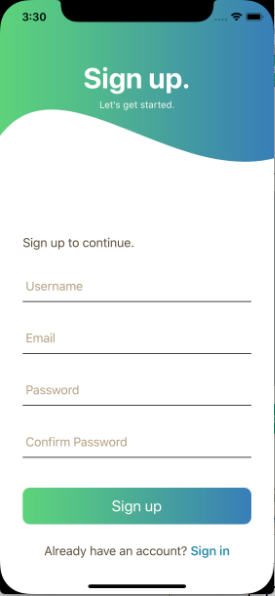 3:30
Sign up.
Let's get started.
Sign up to continue.
Username
Email
Password
Confirm Password
Sign up
Already have an account? Sign in